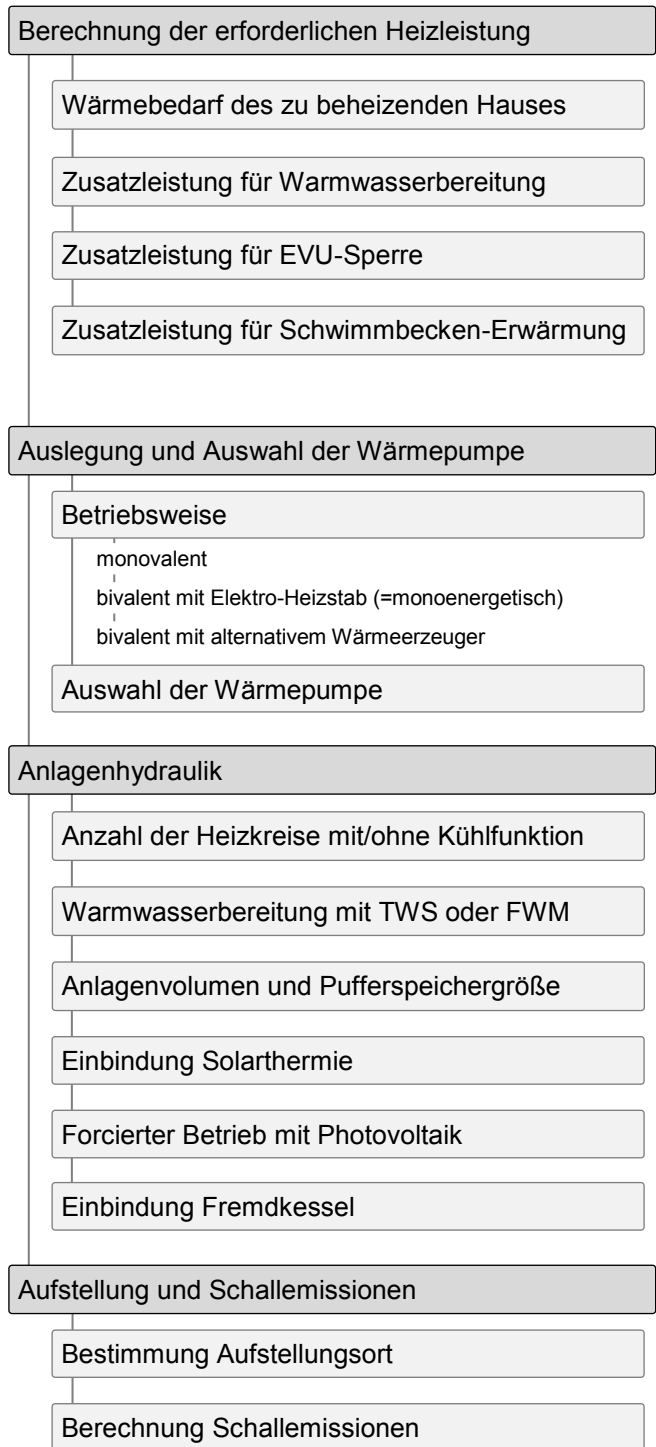 Berechnung der erforderlichen Heizleistung
Wärmebedarf des zu beheizenden Hauses
Zusatzleistung für Warmwasserbereitung
Zusatzleistung für EVU-Sperre
Zusatzleistung für Schwimmbecken-Erwärmung
Auslegung und Auswahl der Wärmepumpe
Betriebsweise
monovalent
bivalent mit Elektro-Heizstab (=monoenergetisch)
bivalent mit alternativem Wärmeerzeuger
Auswahl der Wärmepumpe
Anlagenhydraulik
Anzahl der Heizkreise mit/ohne Kühlfunktion
Warmwasserbereitung mit TWS oder FWM
Anlagenvolumen und Pufferspeichergröße
Einbindung Solarthermie
Forcierter Betrieb mit Photovoltaik
Einbindung Fremdkessel
Aufstellung und Schallemissionen
Bestimmung Aufstellungsort
Berechnung Schallemissionen